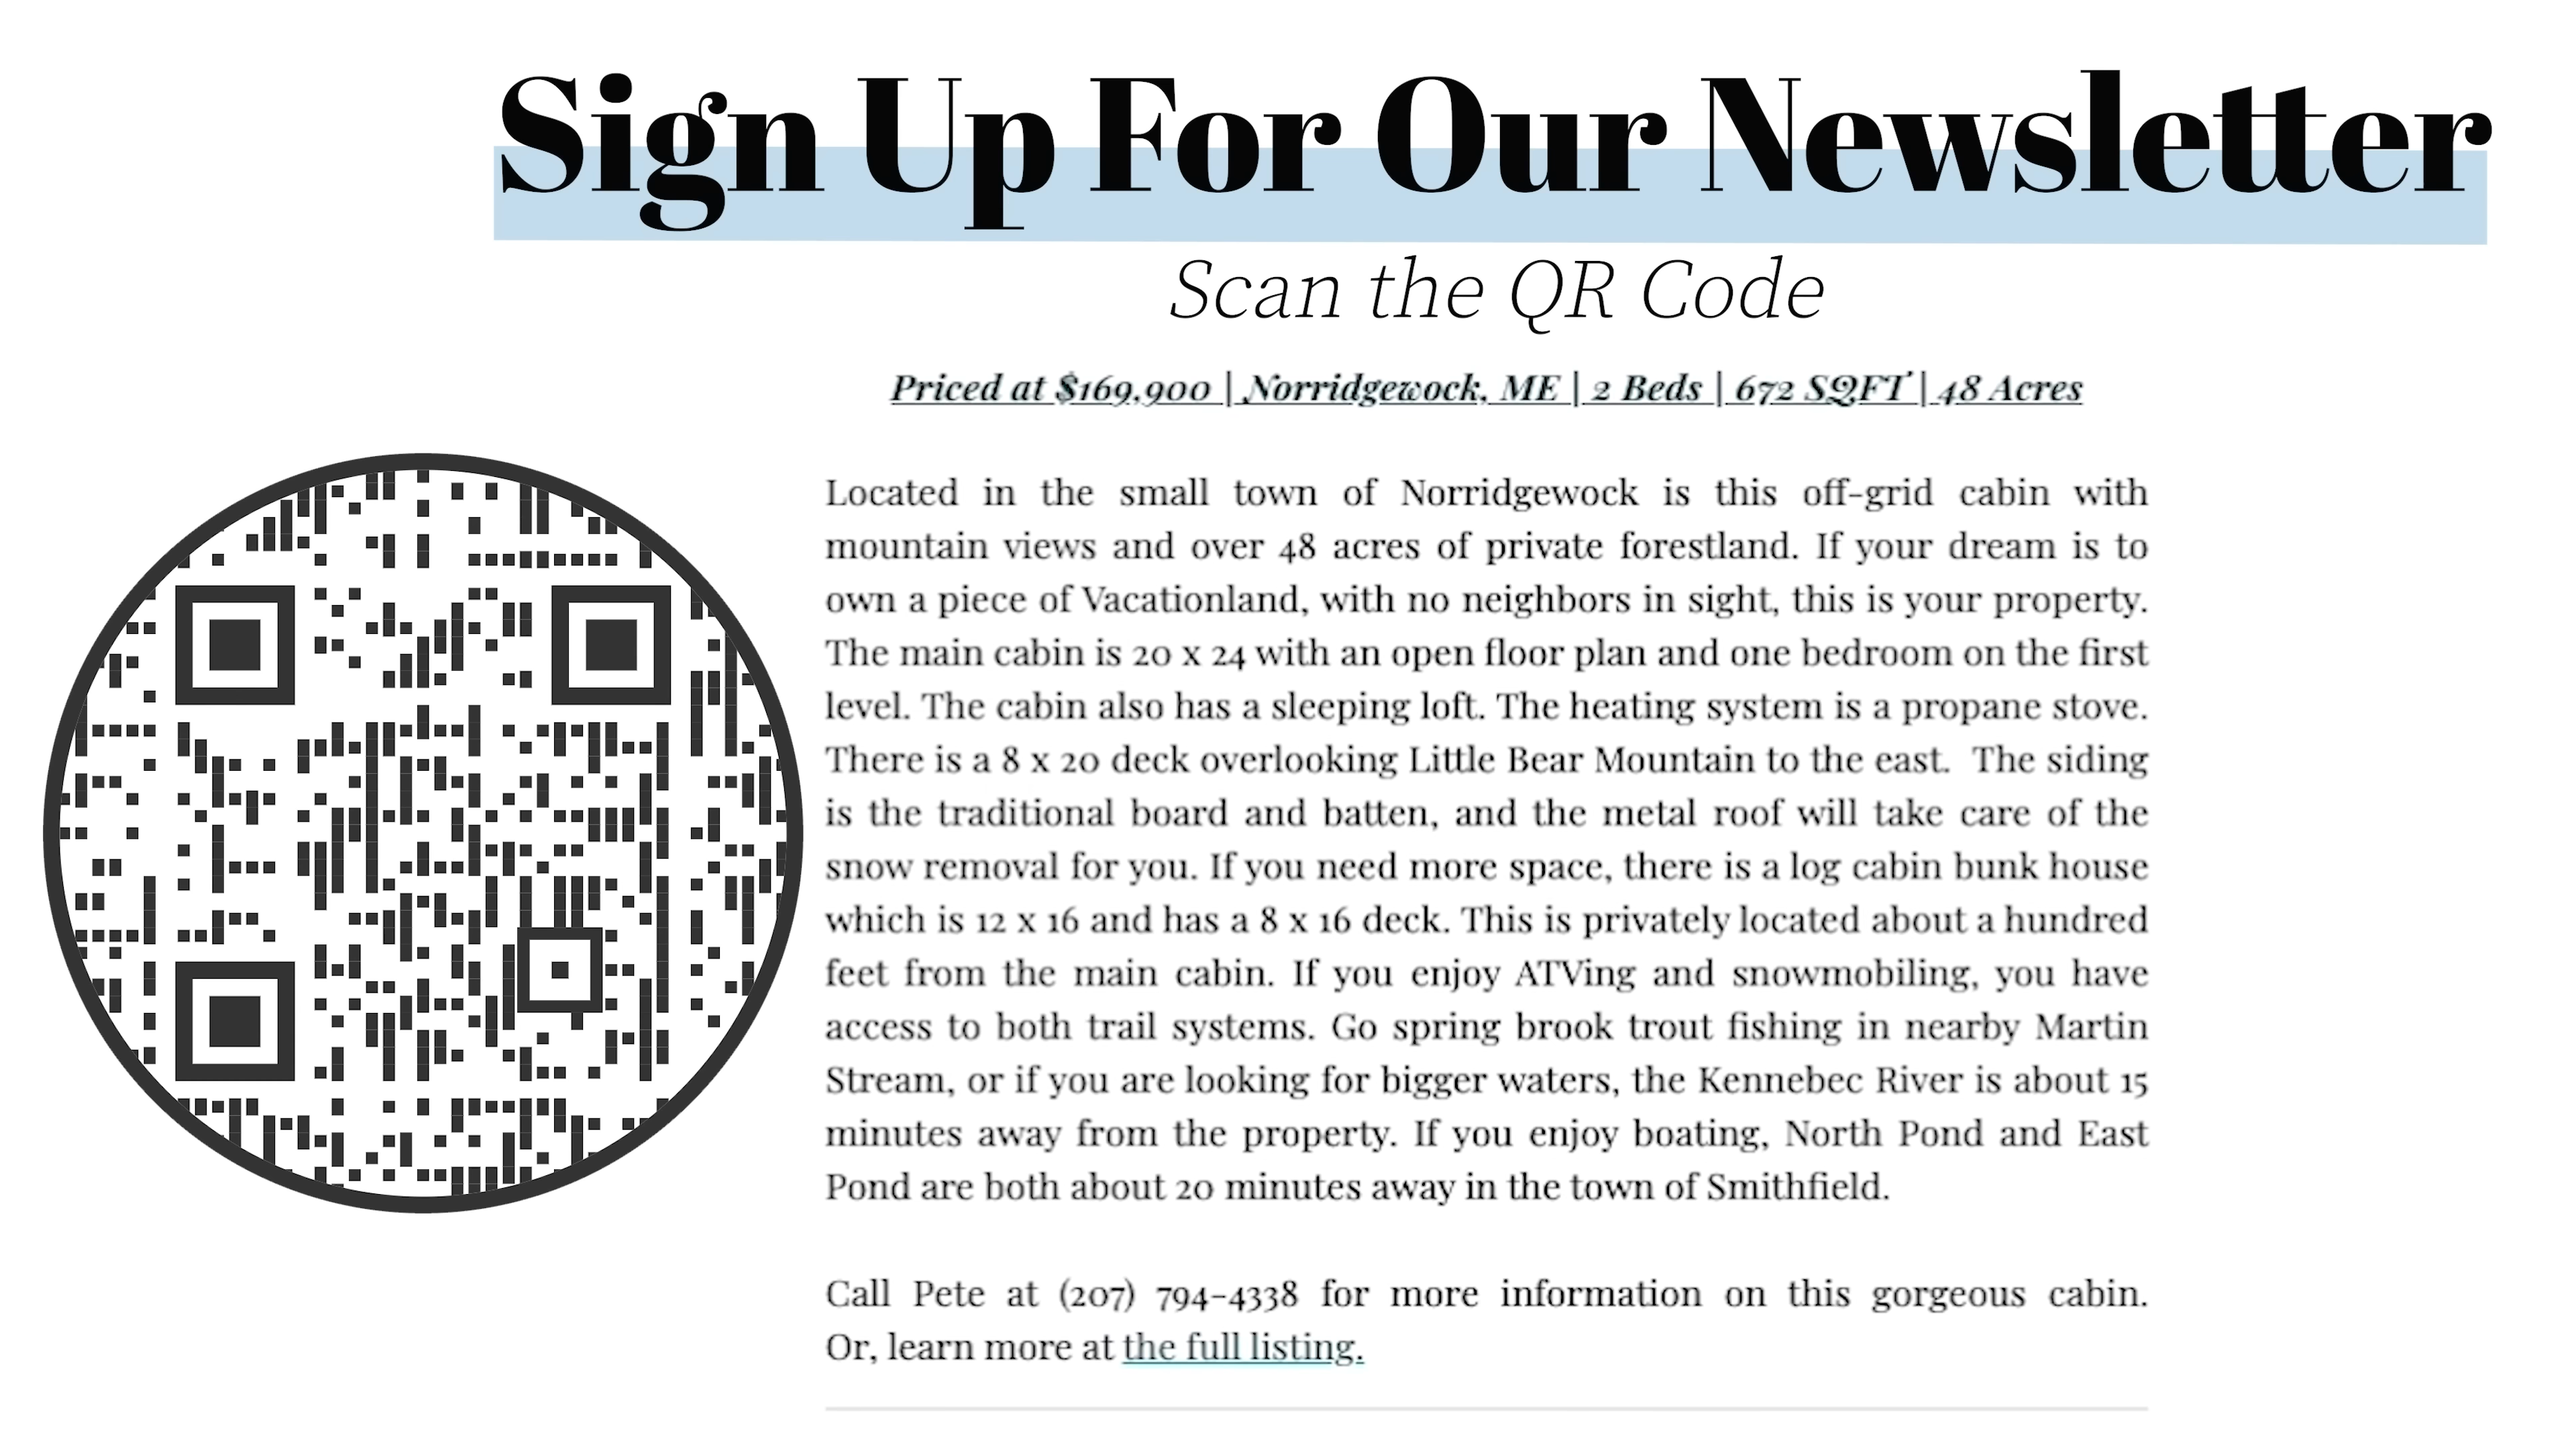 Sign Up For Our Newsletter
Scan the QR Code
Priced at $169,900 | Norridgewock, ME | 2 Beds | 672 SQFT | 48 Acres
Located in the small town of Norridgewock is this off-grid cabin with
mountain views and over 48 acres of private forestland. If your dream is to
own a piece of Vacationland, with no neighbors in sight, this is your property.
The main cabin is 20 x 24 with an open floor plan and one bedroom on the first
level. The cabin also has a sleeping loft. The heating system is a propane stove.
There is a 8 x 20 deck overlooking Little Bear Mountain to the east.  The siding
is the traditional board and batten, and the metal roof will take care of the
snow removal for you. If you need more space, there is a log cabin bunk house
which is 12 x 16 and has a 8 x 16 deck. This is privately located about a hundred
feet from the main cabin. If you enjoy ATVing and snowmobiling, you have
access to both trail systems. Go spring brook trout fishing in nearby Martin
Stream, or if you are looking for bigger waters, the Kennebec River is about 15
minutes away from the property. If you enjoy boating, North Pond and East
Pond are both about 20 minutes away in the town of Smithfield.
Call Pete at (207) 794-4338 for more information on this gorgeous cabin.
Or, learn more at the full listing.